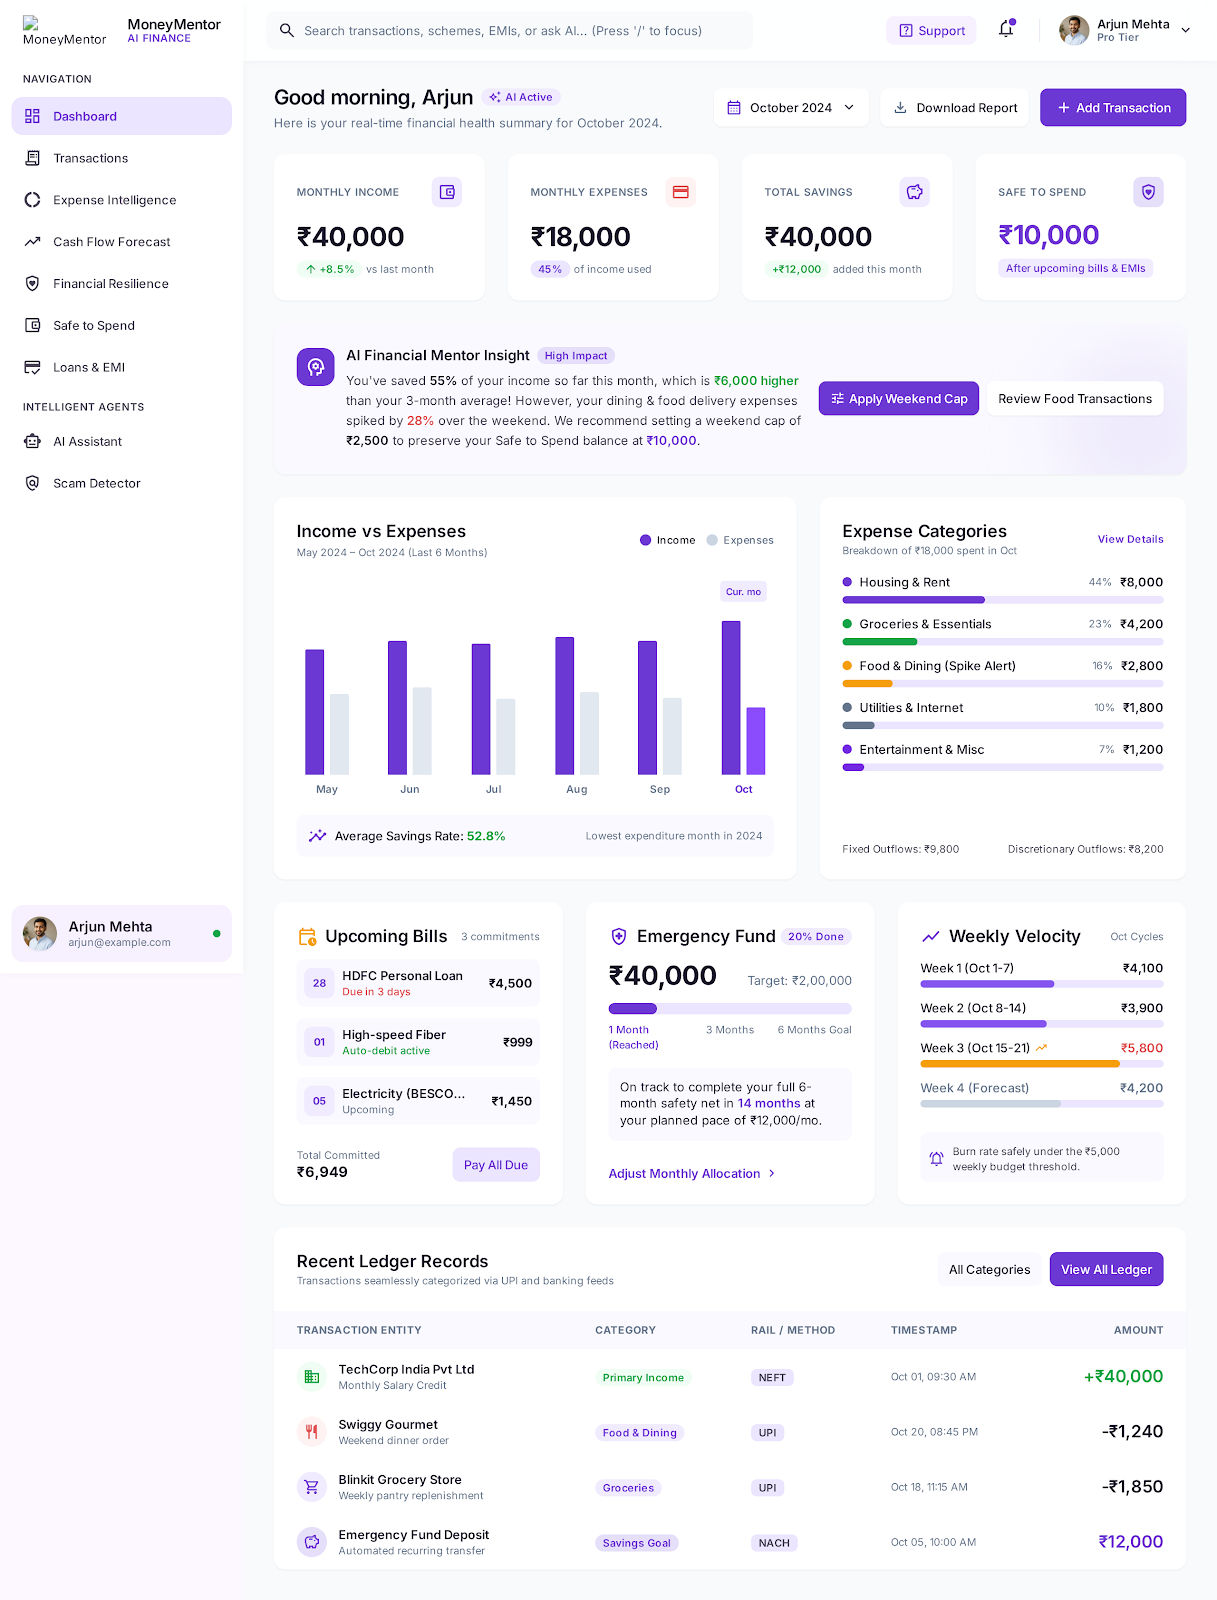 MoneyMentor
MoneyMentor
AI FINANCE
NAVIGATION
Dashboard
Transactions
Expense Intelligence
Cash Flow Forecast
Financial Resilience
Safe to Spend
Loans & EMI
INTELLIGENT AGENTS
AI Assistant
Scam Detector
Arjun Mehta
arjun@example.com
Search transactions, schemes, EMIs, or ask AI... (Press '/' to focus)
Support
Arjun Mehta
Pro Tier
Good morning, Arjun
AI Active
Here is your real-time financial health summary for October 2024.
October 2024
Download Report
Add Transaction
MONTHLY INCOME
₹40,000
+8.5% vs last month
MONTHLY EXPENSES
₹18,000
45% of income used
TOTAL SAVINGS
₹40,000
+₹12,000 added this month
SAFE TO SPEND
₹10,000
After upcoming bills & EMIs
AI Financial Mentor Insight
High Impact
You've saved 55% of your income so far this month, which is ₹6,000 higher
than your 3-month average! However, your dining & food delivery expenses
spiked by 28% over the weekend. We recommend setting a weekend cap of
₹2,500 to preserve your Safe to Spend balance at ₹10,000.
Apply Weekend Cap
Review Food Transactions
Income vs Expenses
May 2024 – Oct 2024 (Last 6 Months)
Income
Expenses
Cur. mo
May
Jun
Jul
Aug
Sep
Oct
Average Savings Rate: 52.8%
Lowest expenditure month in 2024
Expense Categories
Breakdown of ₹18,000 spent in Oct
View Details
Housing & Rent 44% ₹8,000
Groceries & Essentials 23% ₹4,200
Food & Dining (Spike Alert) 16% ₹2,800
Utilities & Internet 10% ₹1,800
Entertainment & Misc 7% ₹1,200
Fixed Outflows: ₹9,800
Discretionary Outflows: ₹8,200
Upcoming Bills
3 commitments
28
HDFC Personal Loan
Due in 3 days
₹4,500
01
High-speed Fiber
Auto-debit active
₹999
05
Electricity (BESCO...
Upcoming
₹1,450
Total Committed
₹6,949
Pay All Due
Emergency Fund
20% Done
₹40,000
Target: ₹2,00,000
1 Month
(Reached)
3 Months
6 Months Goal
On track to complete your full 6-
month safety net in 14 months at
your planned pace of ₹12,000/mo.
Adjust Monthly Allocation
Weekly Velocity
Oct Cycles
Week 1 (Oct 1-7) ₹4,100
Week 2 (Oct 8-14) ₹3,900
Week 3 (Oct 15-21) ₹5,800
Week 4 (Forecast) ₹4,200
Burn rate safely under the ₹5,000
weekly budget threshold.
Recent Ledger Records
Transactions seamlessly categorized via UPI and banking feeds
All Categories
View All Ledger
TRANSACTION ENTITY CATEGORY RAIL / METHOD TIMESTAMP AMOUNT
TechCorp India Pvt Ltd
Monthly Salary Credit
Primary Income
NEFT
Oct 01, 09:30 AM
+₹40,000
Swiggy Gourmet
Weekend dinner order
Food & Dining
UPI
Oct 20, 08:45 PM
-₹1,240
Blinkit Grocery Store
Weekly pantry replenishment
Groceries
UPI
Oct 18, 11:15 AM
-₹1,850
Emergency Fund Deposit
Automated recurring transfer
Savings Goal
NACH
Oct 05, 10:00 AM
₹12,000